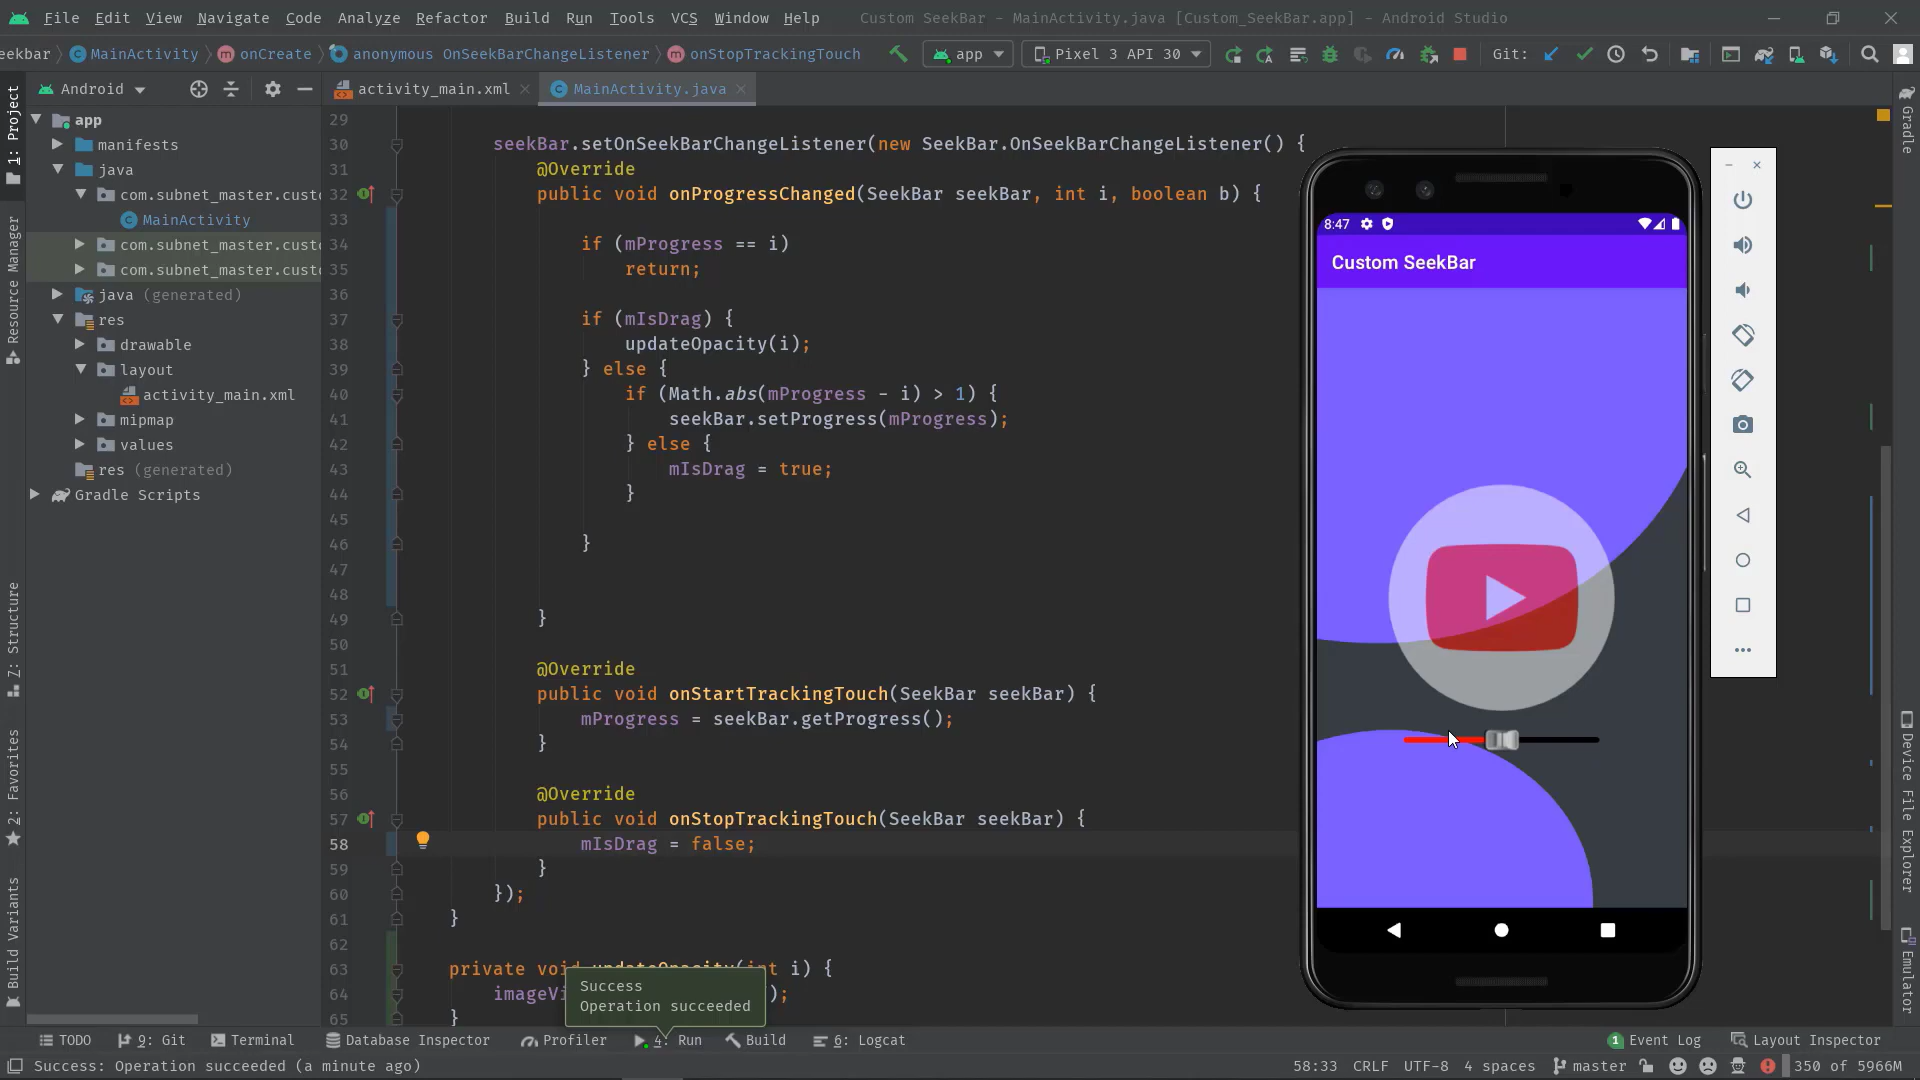 File Edit View Navigate Code Analyze Refactor Build Run Tools VCS Window Help Custom SeekBar - MainActivity.java [Custom_SeekBar.app] - Android Studio
eekbar MainActivity onCreate anonymous OnSeekBarChangeListener onStopTrackingTouch app Pixel 3 API 30 Git:
Android activity_main.xml MainActivity.java
1: Project
Resource Manager
Z: Structure
2: Favorites
Build Variants
app
manifests
java
com.subnet_master.custo
MainActivity
com.subnet_master.custo
com.subnet_master.custo
java (generated)
res
drawable
layout
activity_main.xml
mipmap
values
res (generated)
Gradle Scripts
29
30 seekBar.setOnSeekBarChangeListener(new SeekBar.OnSeekBarChangeListener() {
31 @Override
32 public void onProgressChanged(SeekBar seekBar, int i, boolean b) {
33
34 if (mProgress == i)
35 return;
36
37 if (mIsDrag) {
38 updateOpacity(i);
39 } else {
40 if (Math.abs(mProgress - i) > 1) {
41 seekBar.setProgress(mProgress);
42 } else {
43 mIsDrag = true;
44 }
45
46 }
47
48
49 }
50
51 @Override
52 public void onStartTrackingTouch(SeekBar seekBar) {
53 mProgress = seekBar.getProgress();
54 }
55
56 @Override
57 public void onStopTrackingTouch(SeekBar seekBar) {
58 mIsDrag = false;
59 }
60 });
61 }
62
63 private void int i) {
64 imageVi );
65 }
Success
Operation succeeded
8:47
Custom SeekBar
Gradle
Device File Explorer
Emulator
TODO 9: Git Terminal Database Inspector Profiler 4: Run Build 6: Logcat 1 Event Log Layout Inspector
Success: Operation succeeded (a minute ago) 58:33 CRLF UTF-8 4 spaces master 350 of 5966M